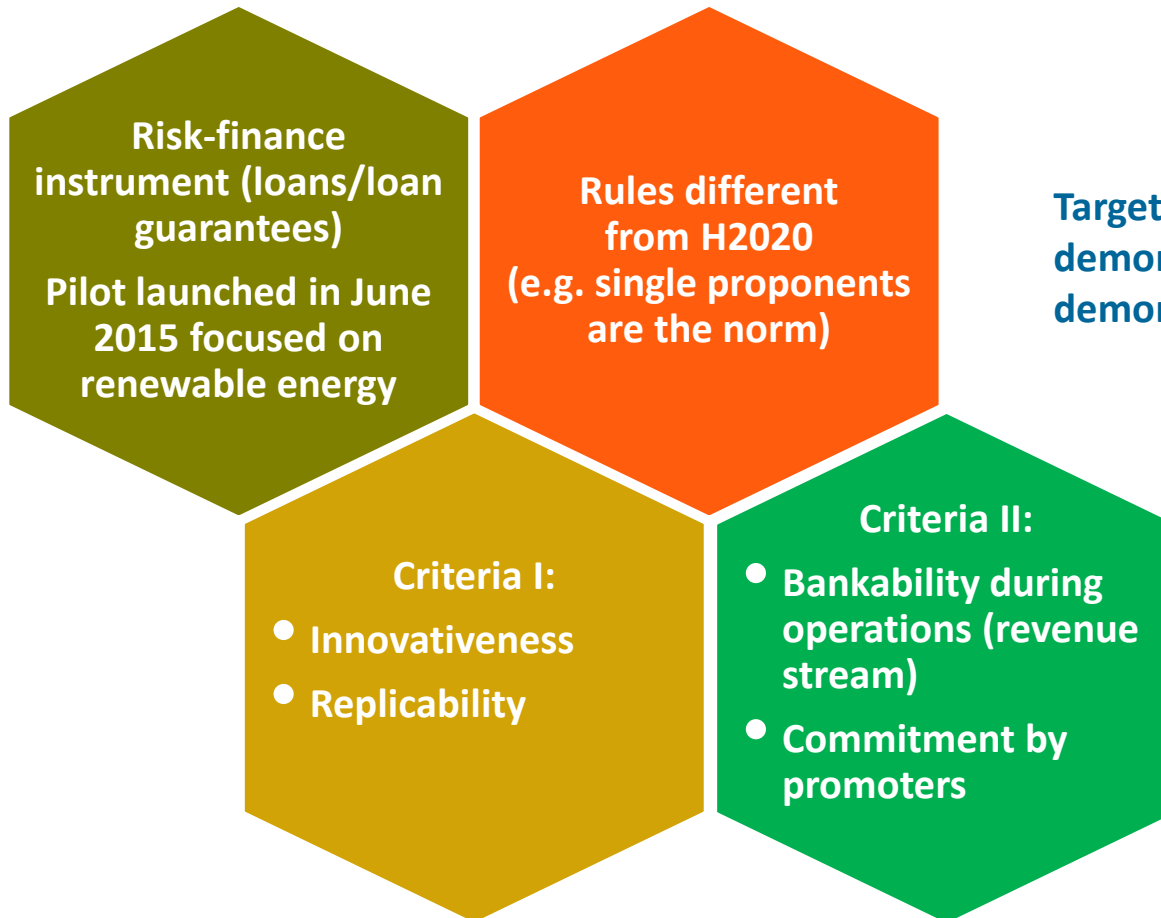 Risk-finance
instrument (loans/loan
guarantees)
Pilot launched in June
2015 focused on
renewable energy
Rules different
from H2020
(e.g. single proponents
are the norm)
Target
Criteria I:
• Innovativeness
• Replicability
Criteria II:
• Bankability during
operations (revenue
stream)
• Commitment by
promoters